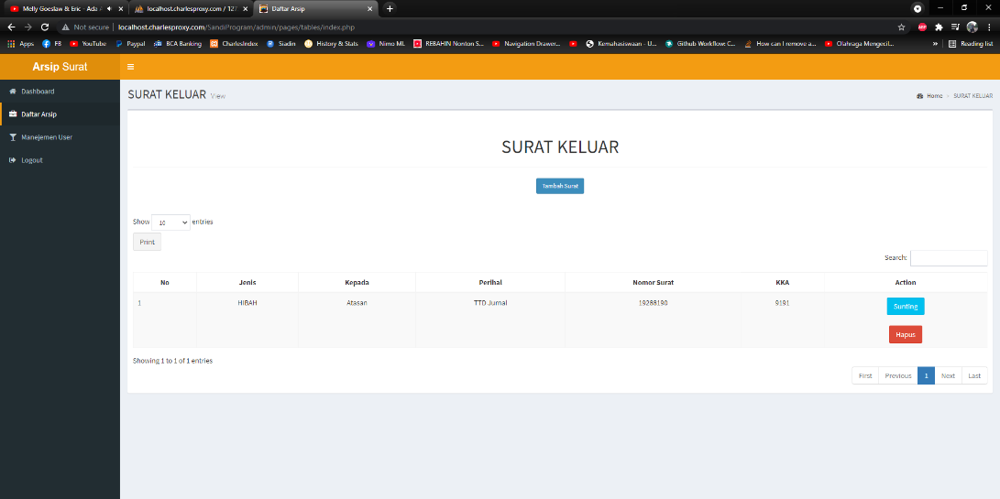 Melly Goeslaw & Eric - Ada A
localhost.charlesproxy.com / 127
Daftar Arsip
Not secure
localhost.charlesproxy.com/SandiProgram/admin/pages/tables/index.php
Apps
FB
YouTube
Paypal
BCA Banking
CharlesIndex
Siadin
History & Stats
Nimo ML
REBAHIN Nonton S...
Navigation Drawer...
Kemahasiswaan - U...
Github Workflow: C...
How can I remove a...
Olahraga Mengecil...
»
Reading list
Arsip Surat
Dashboard
Daftar Arsip
Manejemen User
Logout
SURAT KELUAR View
Home > SURAT KELUAR
SURAT KELUAR
Tambah Surat
Show 10 entries
Print
Search:
No Jenis Kepada Perihal Nomor Surat KKA Action
1 HIBAH Atasan TTD Jurnal 19288190 9191 Sunting
Hapus
Showing 1 to 1 of 1 entries
First Previous 1 Next Last